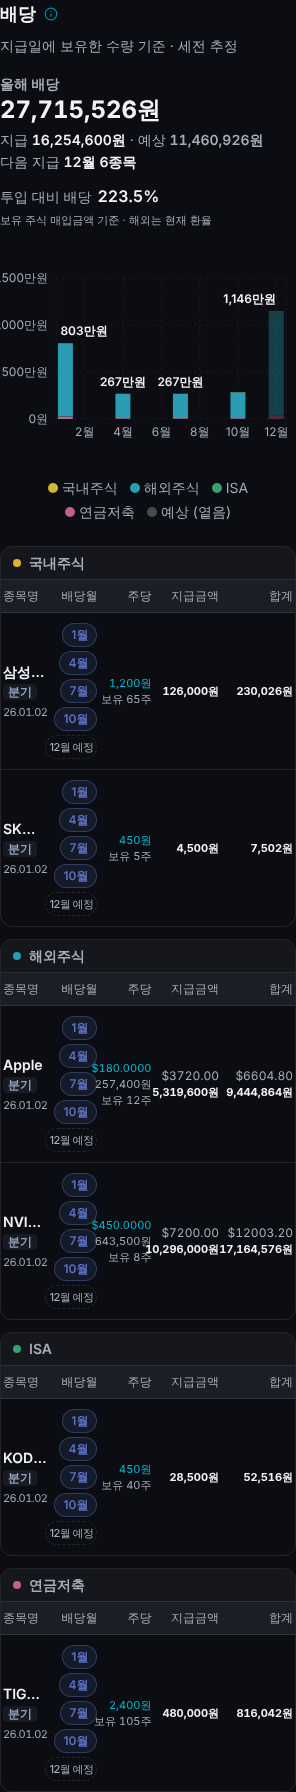 배당
지급일에 보유한 수량 기준 · 세전 추정
올해 배당
27,715,526원
지급 16,254,600원 · 예상 11,460,926원
다음 지급 12월 6종목
투입 대비 배당 223.5%
보유 주식 매입금액 기준 · 해외는 현재 환율
,500만원
1,146만원
,000만원
803만원
500만원
267만원 267만원
0원
2월 4월 6월 8월 10월 12월
국내주식 해외주식 ISA
연금저축 예상 (옅음)
국내주식
종목명 배당월 주당 지급금액 합계
삼성...
분기
26.01.02
1월
4월
7월
10월
12월 예정
1,200원
보유 65주
126,000원
230,026원
SK...
분기
26.01.02
1월
4월
7월
10월
12월 예정
450원
보유 5주
4,500원
7,502원
해외주식
종목명 배당월 주당 지급금액 합계
Apple
분기
26.01.02
1월
4월
7월
10월
12월 예정
$180.0000
257,400원
보유 12주
$3720.00
5,319,600원
$6604.80
9,444,864원
NVI...
분기
26.01.02
1월
4월
7월
10월
12월 예정
$450.0000
643,500원
보유 8주
$7200.00
10,296,000원
$12003.20
17,164,576원
ISA
종목명 배당월 주당 지급금액 합계
KOD...
분기
26.01.02
1월
4월
7월
10월
12월 예정
450원
보유 40주
28,500원
52,516원
연금저축
종목명 배당월 주당 지급금액 합계
TIG...
분기
26.01.02
1월
4월
7월
10월
12월 예정
2,400원
보유 105주
480,000원
816,042원